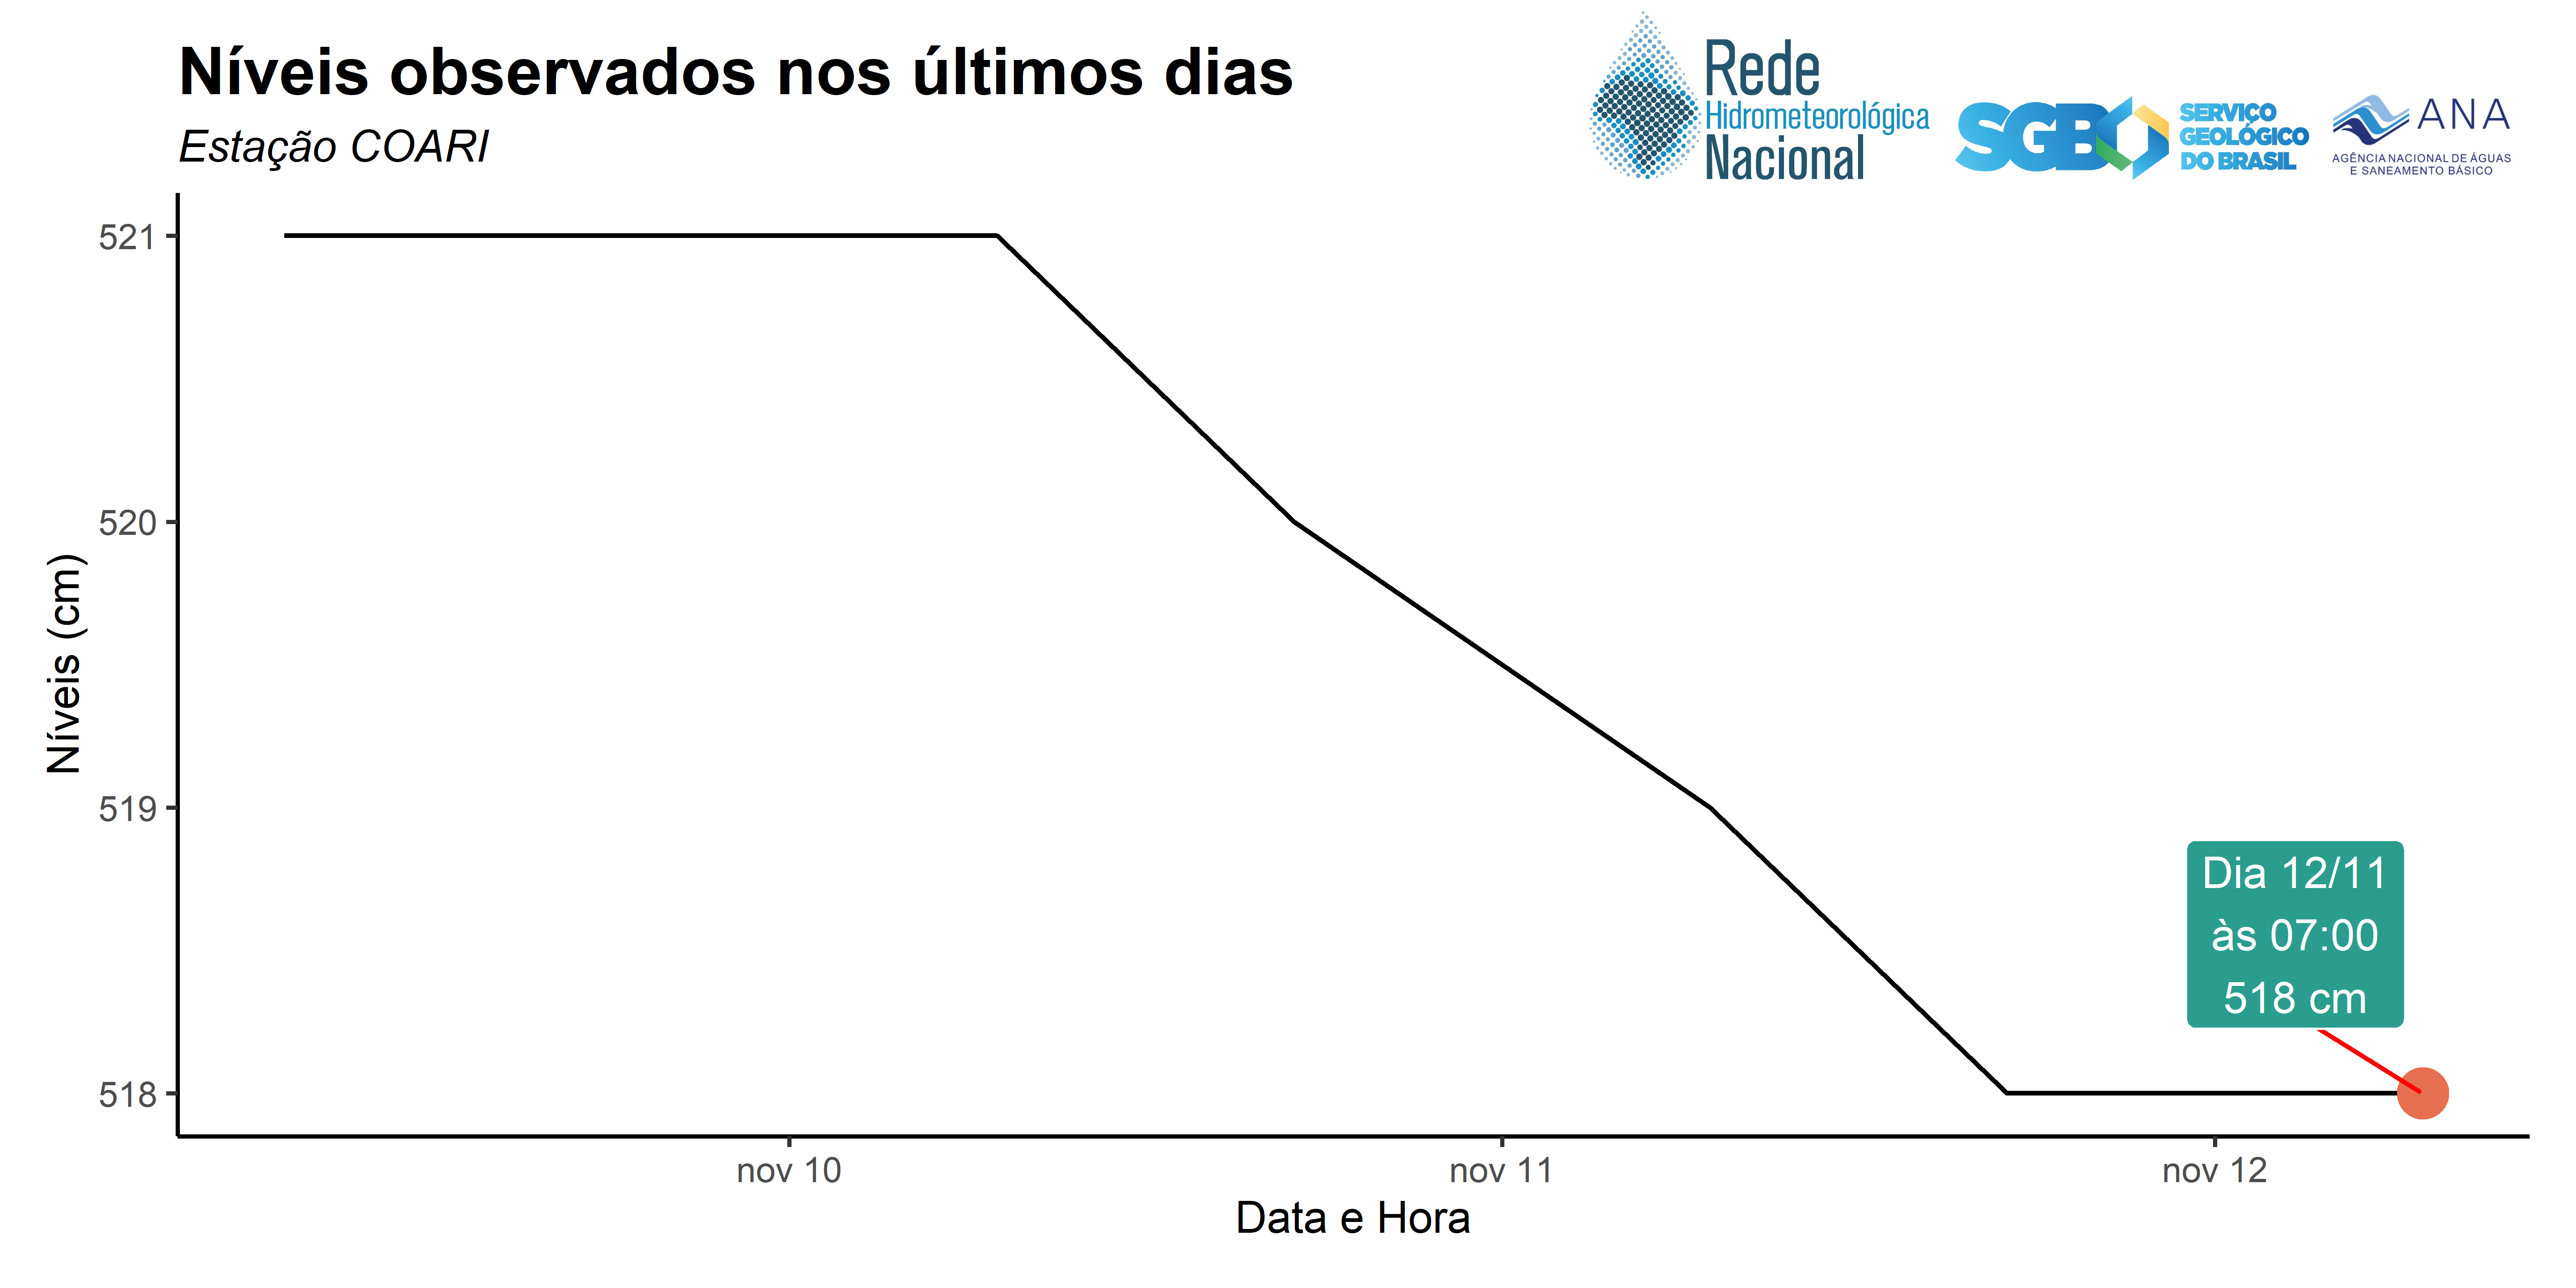 Níveis observados nos últimos dias
Estação COARI
Rede
Hidrometeorológica
Nacional
SGB
SERVIÇO
GEOLÓGICO
DO BRASIL
ANA
AGÊNCIA NACIONAL DE ÁGUAS
E SANEAMENTO BÁSICO
Níveis (cm)
521
520
519
518
Dia 12/11
às 07:00
518 cm
nov 10
nov 11
nov 12
Data e Hora